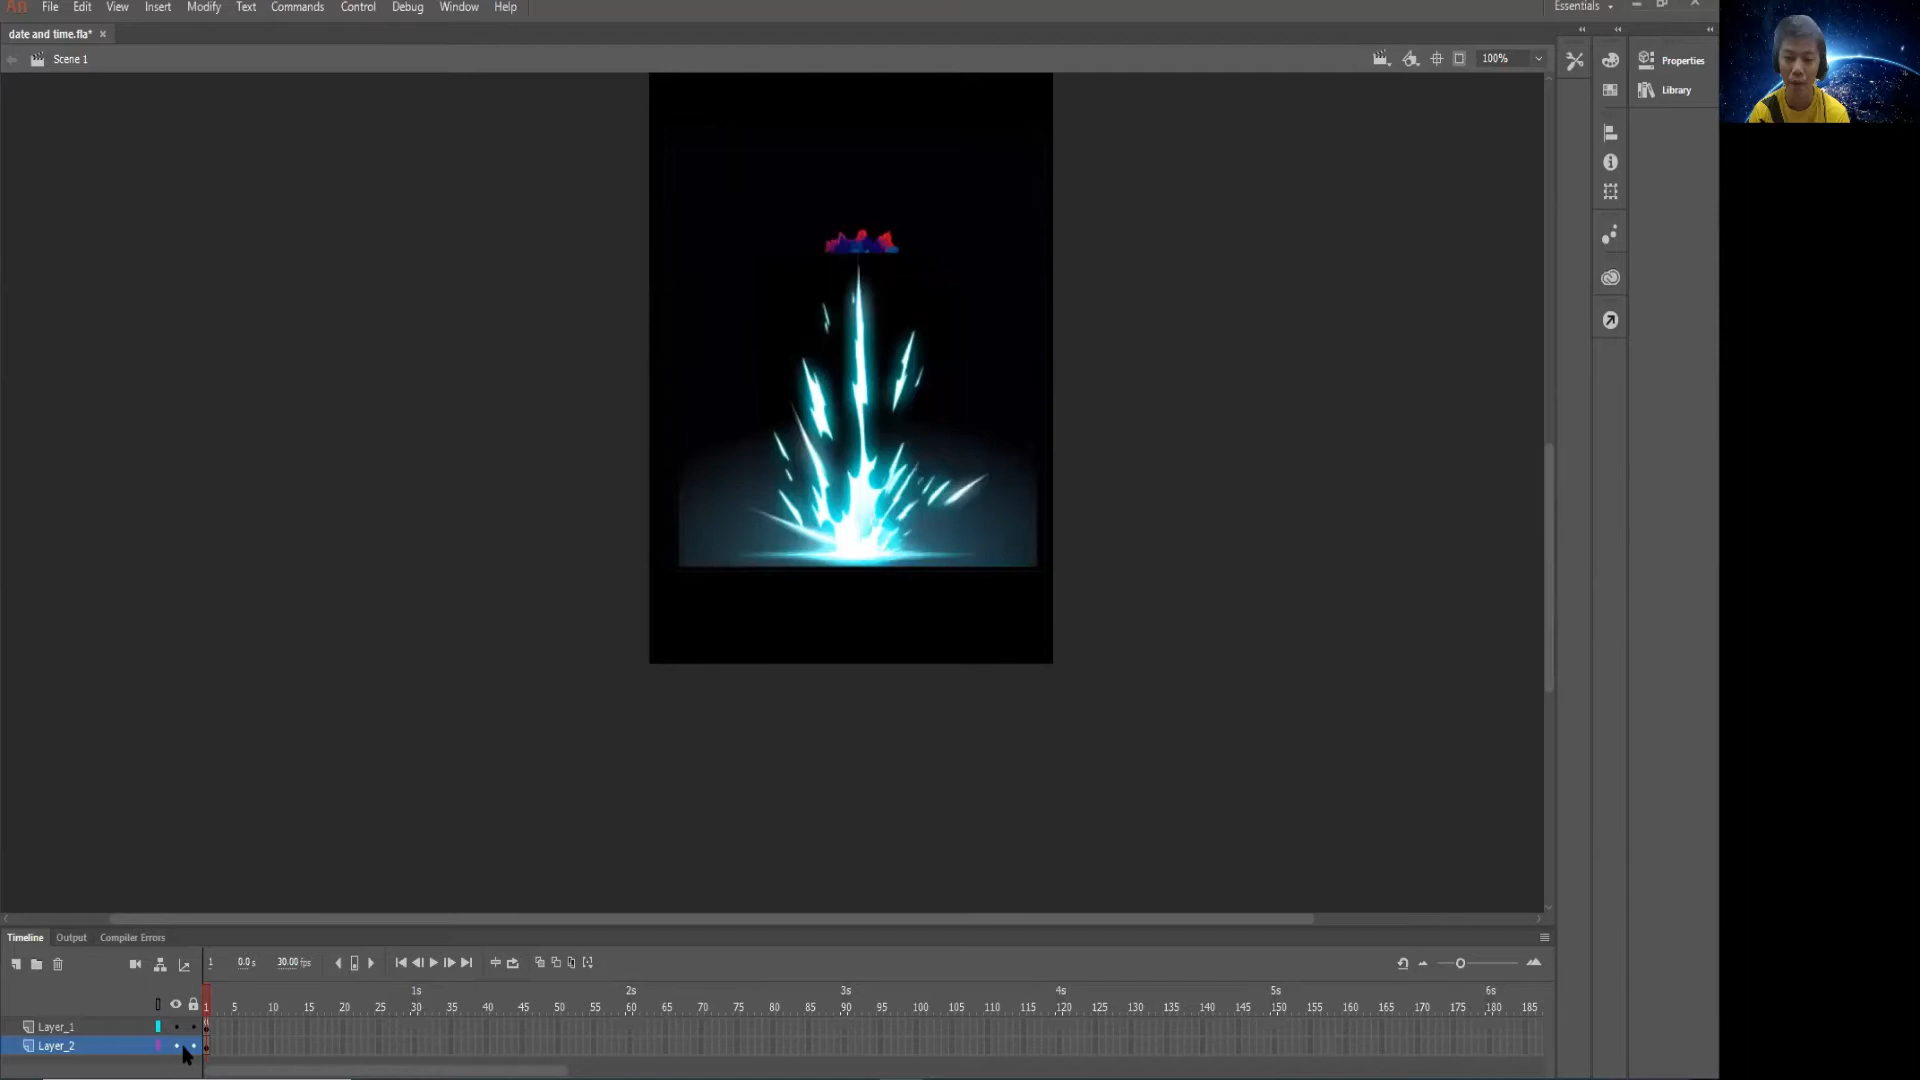 An File Edit View Insert Modify Text Commands Control Debug Window Help Essentials
date and time.fla* ×
Scene 1 100%
Properties
Library
Timeline Output Compiler Errors
1 0.0 s 30.00 fps
1s 2s 3s 4s 5s 6s
1 5 10 15 20 25 30 35 40 45 50 55 60 65 70 75 80 85 90 95 100 105 110 115 120 125 130 135 140 145 150 155 160 165 170 175 180 185
Layer_1
Layer_2